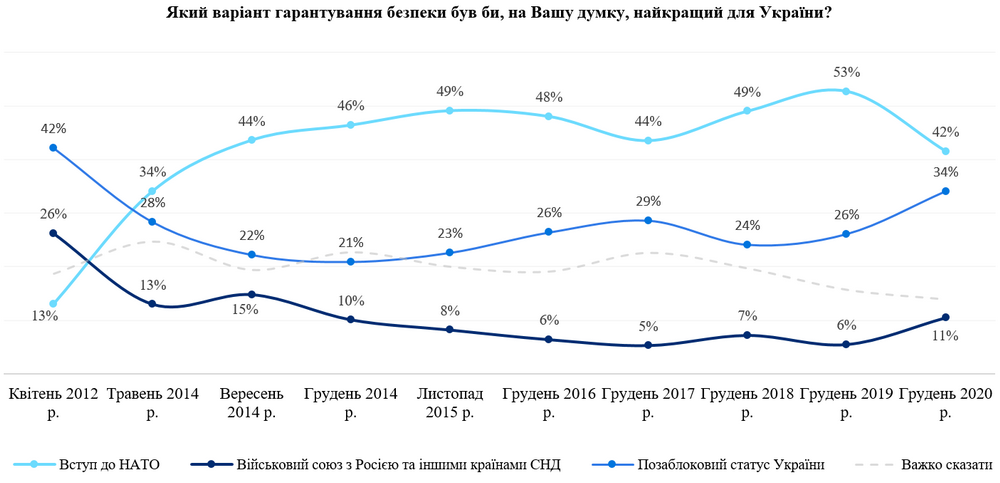 Який варіант гарантування безпеки був би, на Вашу думку, найкращий для України?
53%
49%
49%
48%
46%
44%
44%
42%
42%
34%
34%
28%
29%
26%
26%
26%
24%
23%
22%
21%
13%
13%
15%
10%
8%
6%
5%
7%
6%
11%
Квітень 2012 р.
Травень 2014 р.
Вересень 2014 р.
Грудень 2014 р.
Листопад 2015 р.
Грудень 2016 р.
Грудень 2017 р.
Грудень 2018 р.
Грудень 2019 р.
Грудень 2020 р.
Вступ до НАТО
Військовий союз з Росією та іншими країнами СНД
Позаблоковий статус України
Важко сказати